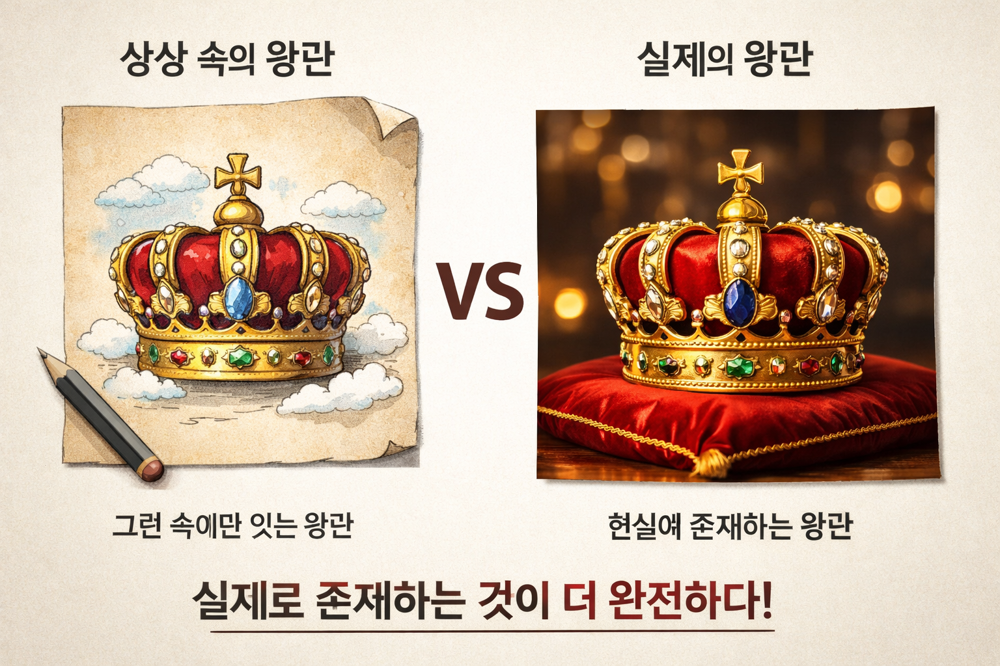 상상 속의 왕관
실제의 왕관
VS
그런 속에만 잇는 왕관
현실에 존재하는 왕관
실제로 존재하는 것이 더 완전하다!